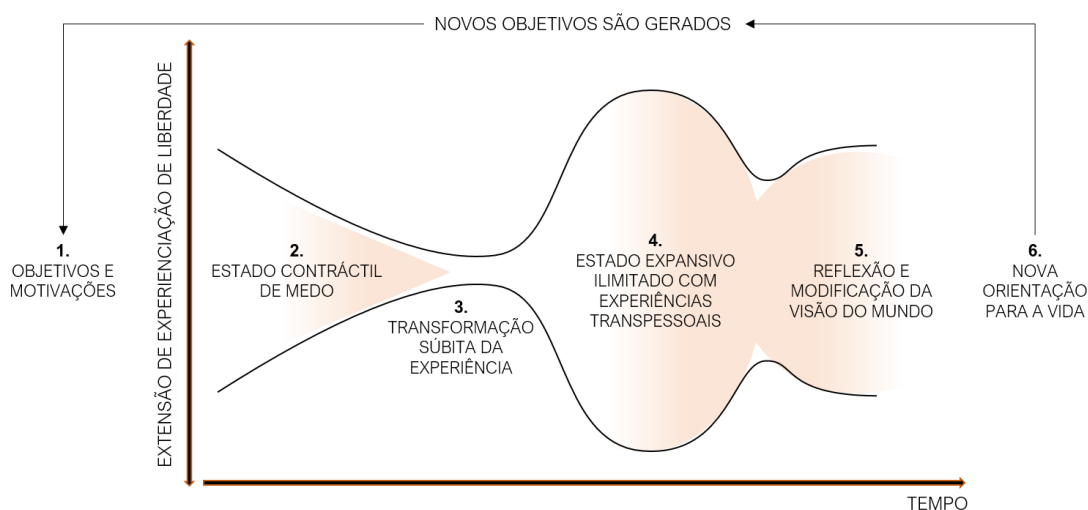 NOVOS OBJETIVOS SÃO GERADOS
EXTENSÃO DE EXPERIENCIAÇÃO DE LIBERDADE
1.
OBJETIVOS E
MOTIVAÇÕES
2.
ESTADO CONTRÁCTIL
DE MEDO
3.
TRANSFORMAÇÃO
SÚBITA DA
EXPERIÊNCIA
4.
ESTADO EXPANSIVO
ILIMITADO COM
EXPERIÊNCIAS
TRANSPESSOAIS
5.
REFLEXÃO E
MODIFICAÇÃO DA
VISÃO DO MUNDO
6.
NOVA
ORIENTAÇÃO
PARA A VIDA
TEMPO